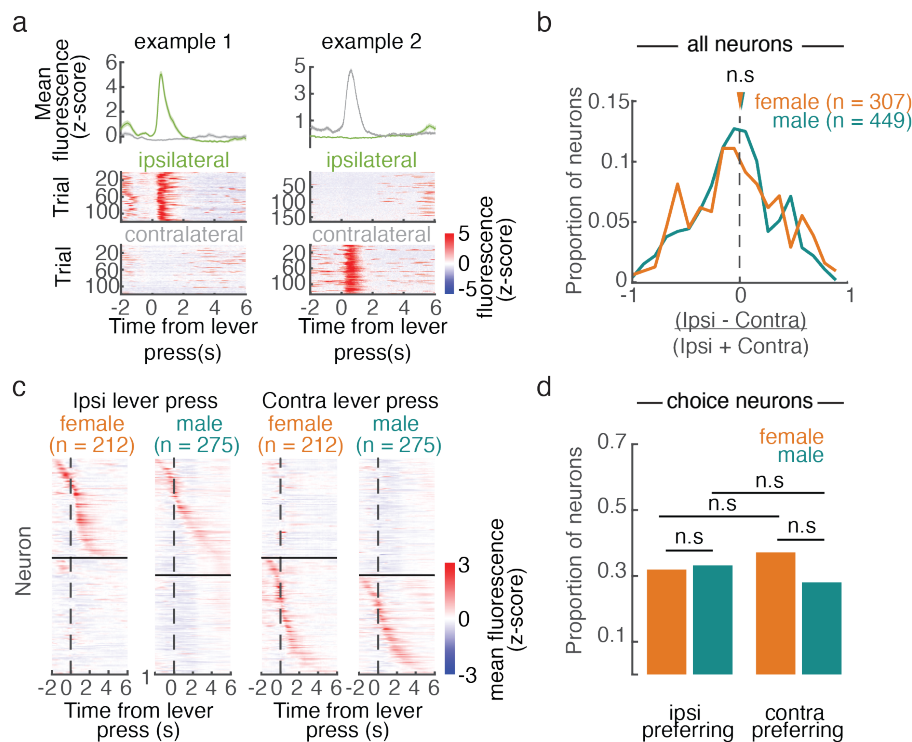 a
example 1
example 2
Mean
fluorescence
(z-score)
6
4
2
0
5
3
1
ipsilateral
Trial
20
60
100
50
100
150
contralateral
Trial
20
60
100
20
60
100
-2 0 2 4 6
-2 0 2 4 6
Time from lever
press(s)
Time from lever
press(s)
5
0
-5
fluorescence
(z-score)
b
all neurons
n.s
female (n = 307)
male (n = 449)
Proportion of neurons
0.15
0.1
0.05
0
-1
0
1
(Ipsi - Contra)
(Ipsi + Contra)
c
Ipsi lever press
Contra lever press
female
(n = 212)
male
(n = 275)
female
(n = 212)
male
(n = 275)
Neuron
1
-2 0 2 4 6
-2 0 2 4 6
-2 0 2 4 6
-2 0 2 4 6
Time from lever
press (s)
Time from lever
press (s)
3
0
-3
mean fluorescence
(z-score)
d
choice neurons
female
male
Proportion of neurons
0.7
0.5
0.3
0.1
n.s
n.s
n.s
n.s
ipsi
preferring
contra
preferring